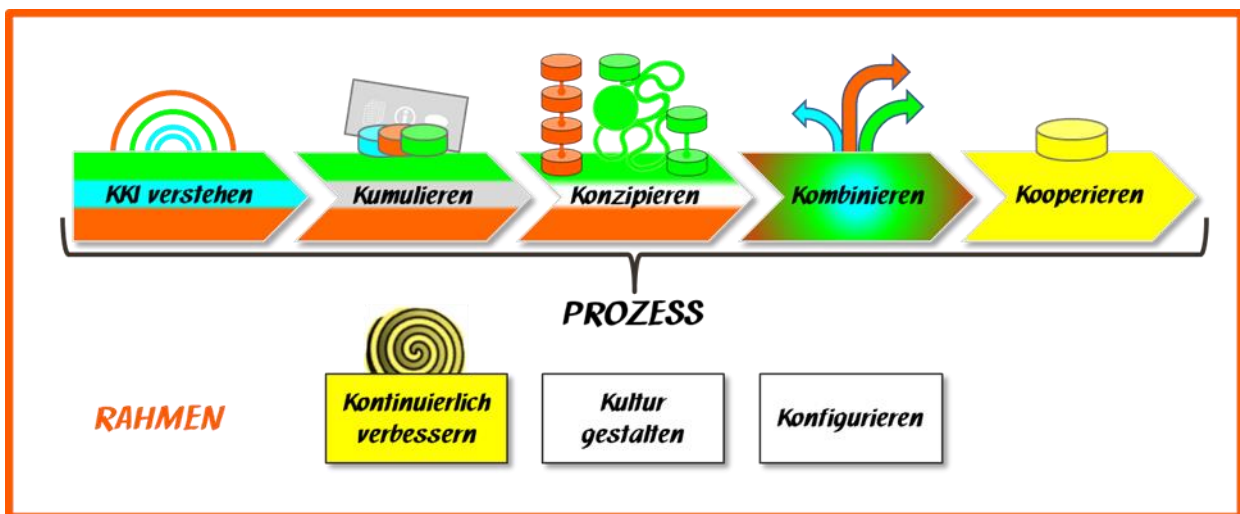 KKI verstehen
Kumulieren
Konzipieren
Kombinieren
Kooperieren
PROZESS
RAHMEN
Kontinuierlich
verbessern
Kultur
gestalten
Konfigurieren